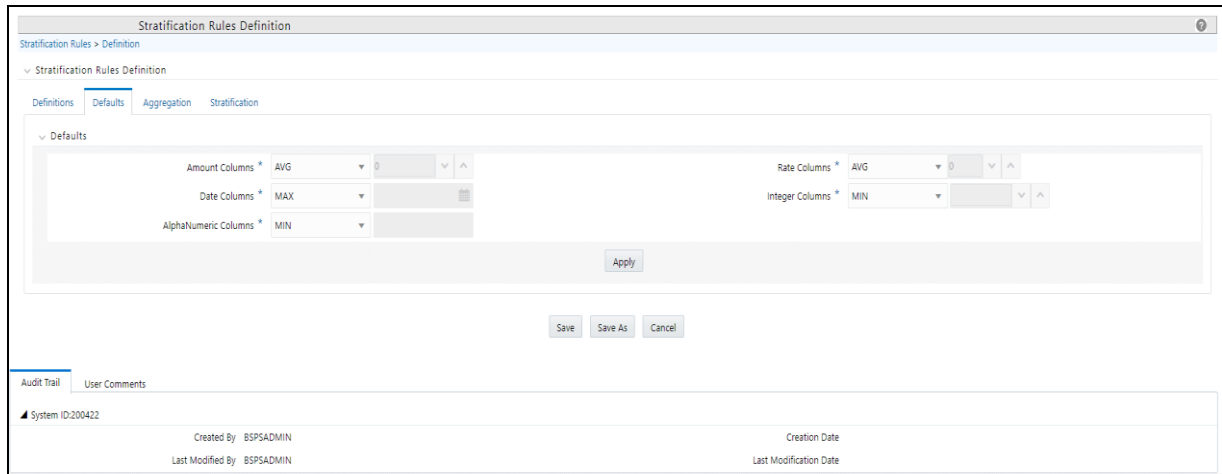 Stratification Rules Definition
Stratification Rules > Definition
Stratification Rules Definition
Definitions Defaults Aggregation Stratification
Defaults
Amount Columns * AVG 0 Rate Columns * AVG 0
Date Columns * MAX Integer Columns * MIN
AlphaNumeric Columns * MIN
Apply
Save Save As Cancel
Audit Trail User Comments
System ID:200422
Created By BSPSADMIN Creation Date
Last Modified By BSPSADMIN Last Modification Date